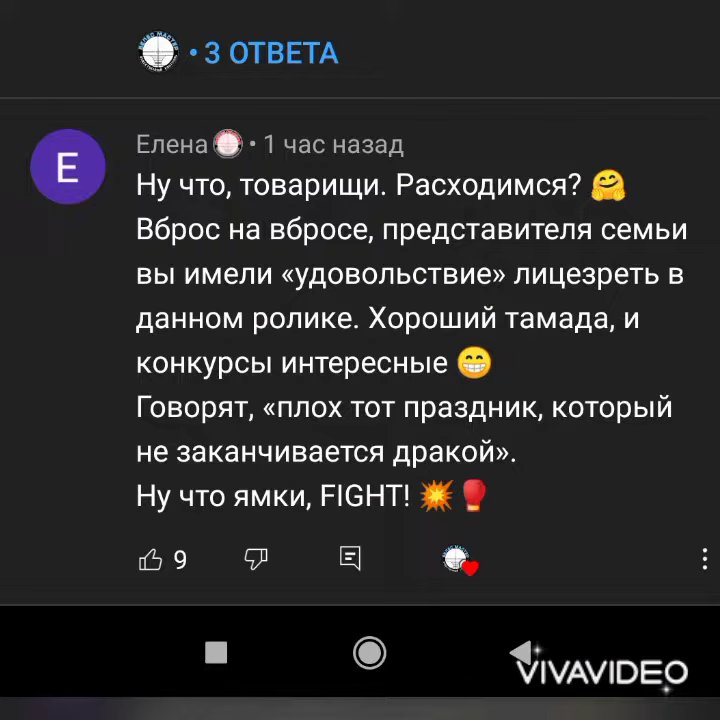 • 3 ОТВЕТА
Елена • 1 час назад
E
Ну что, товарищи. Расходимся? 🤗
Вброс на вбросе, представителя семьи
вы имели «удовольствие» лицезреть в
данном ролике. Хороший тамада, и
конкурсы интересные 😁
Говорят, «плох тот праздник, который
не заканчивается дракой».
Ну что ямки, FIGHT! 💥🥊
9
VIVAVIDEO